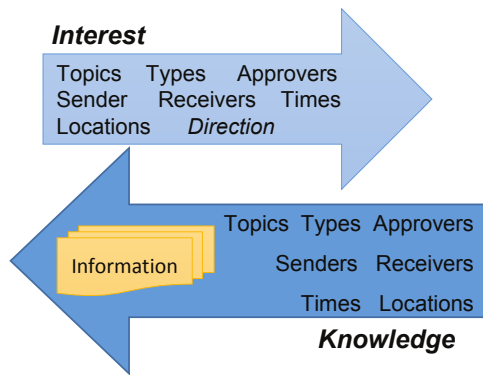 Interest
Topics Types Approvers
Sender Receivers Times
Locations Direction
Topics Types Approvers
Information
Senders Receivers
Times Locations
Knowledge